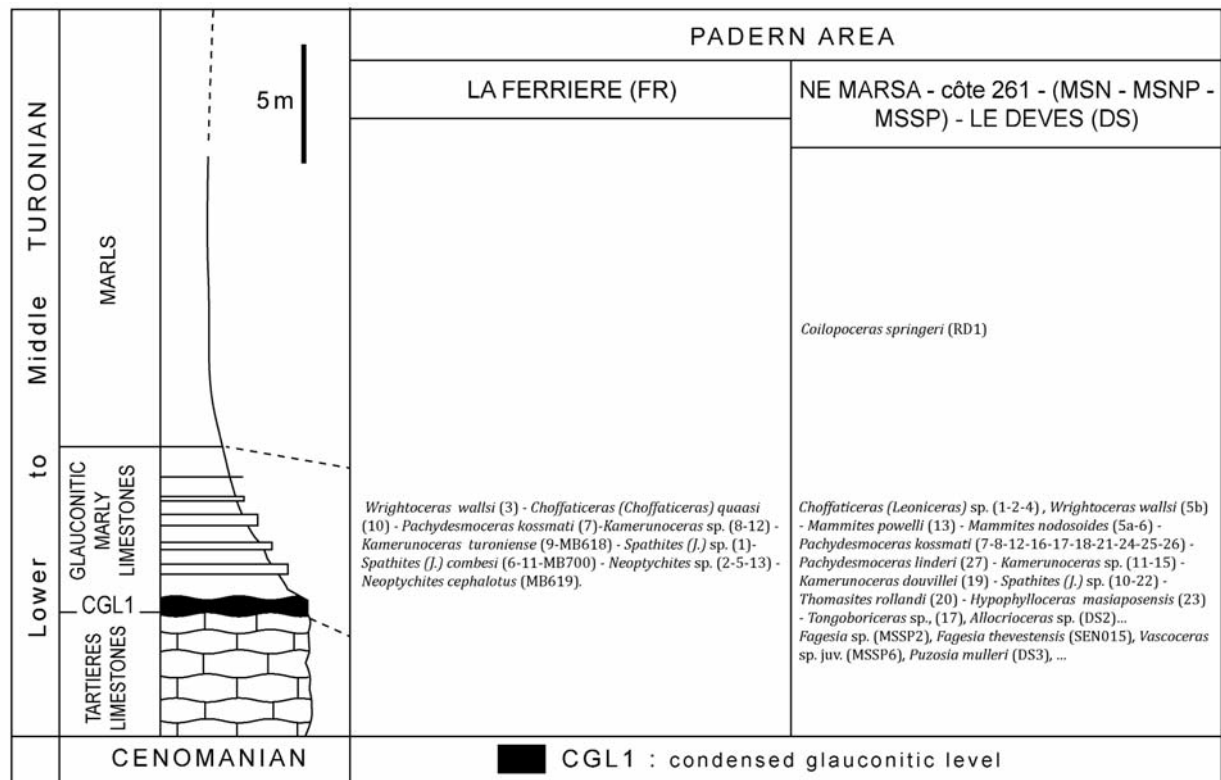 PADERN AREA
LA FERRIERE (FR)
NE MARSA - côte 261 - (MSN - MSNP -
MSSP) - LE DEVES (DS)
5 m
Lower to Middle TURONIAN
MARLS
GLAUCONITIC
MARLY
LIMESTONES
CGL1
TARTIERES
LIMESTONES
Coilopoceras springeri (RD1)
Wrightoceras wallsi (3) - Choffaticeras (Choffaticeras) quaasi
(10) - Pachydesmoceras kossmati (7)-Kamerunoceras sp. (8-12) -
Kamerunoceras turoniense (9-MB618) - Spathites (J.) sp. (1)-
Spathites (J.) combesi (6-11-MB700) - Neoptychites sp. (2-5-13) -
Neoptychites cephalotus (MB619).
Choffaticeras (Leoniceras) sp. (1-2-4) , Wrightoceras wallsi (5b)
- Mammites powelli (13) - Mammites nodosoides (5a-6) -
Pachydesmoceras kossmati (7-8-12-16-17-18-21-24-25-26) -
Pachydesmoceras linderi (27) - Kamerunoceras sp. (11-15) -
Kamerunoceras douvillei (19) - Spathites (J.) sp. (10-22) -
Thomasites rollandi (20) - Hypophylloceras masiaposensis (23)
- Tongoboriceras sp., (17), Allocrioceras sp. (DS2)...
Fagesia sp. (MSSP2), Fagesia thevestensis (SEN015), Vascoceras
sp. juv. (MSSP6), Puzosia mulleri (DS3), ...
CENOMANIAN
CGL1 : condensed glauconitic level